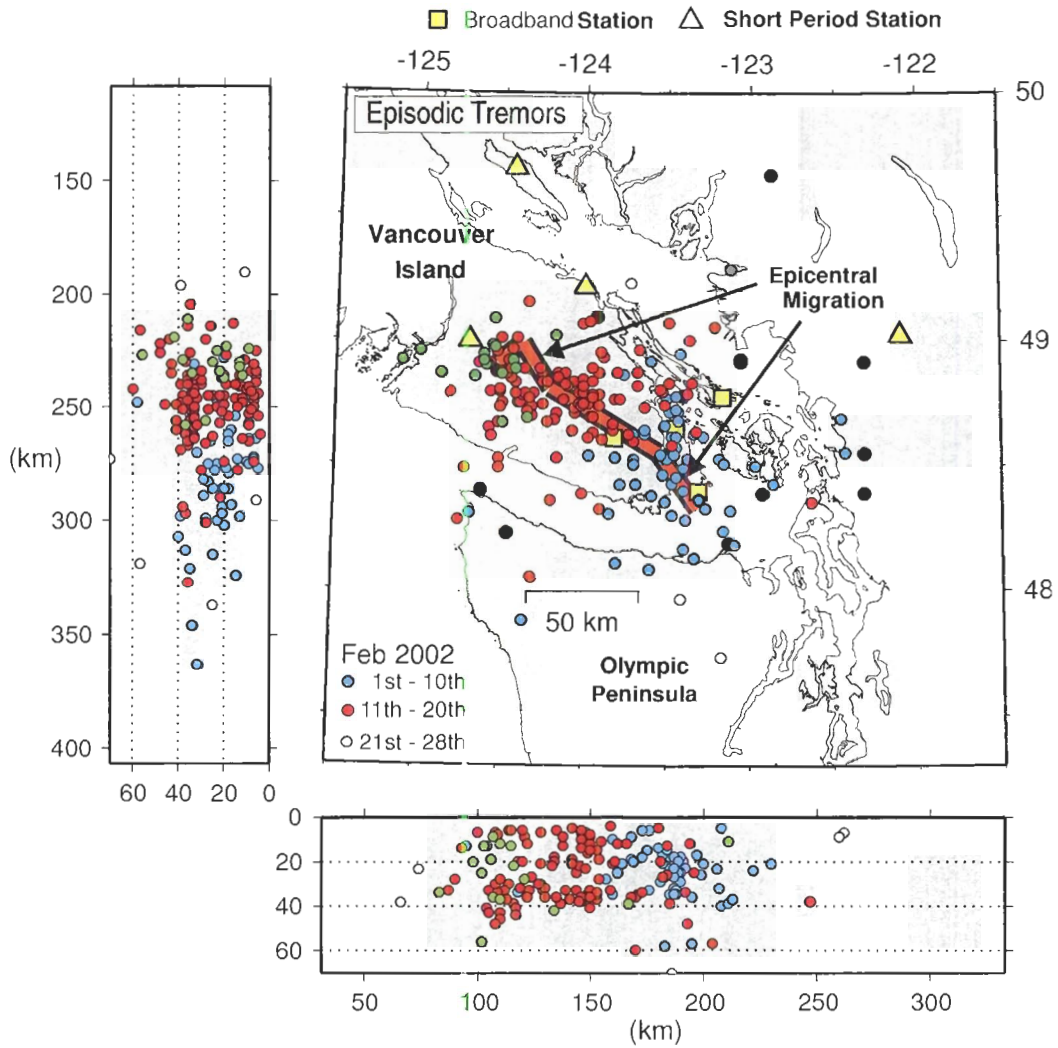 Broadband Station Short Period Station
-125 -124 -123 -122
50
Episodic Tremors
150
Vancouver
Island
200
Epicentral
Migration
49
250
(km)
300
48
50 km
350
Feb 2002
Olympic
Peninsula
1st - 10th
11th - 20th
21st - 28th
400
60 40 20 0
0
20
40
60
50 100 150 200 250 300
(km)